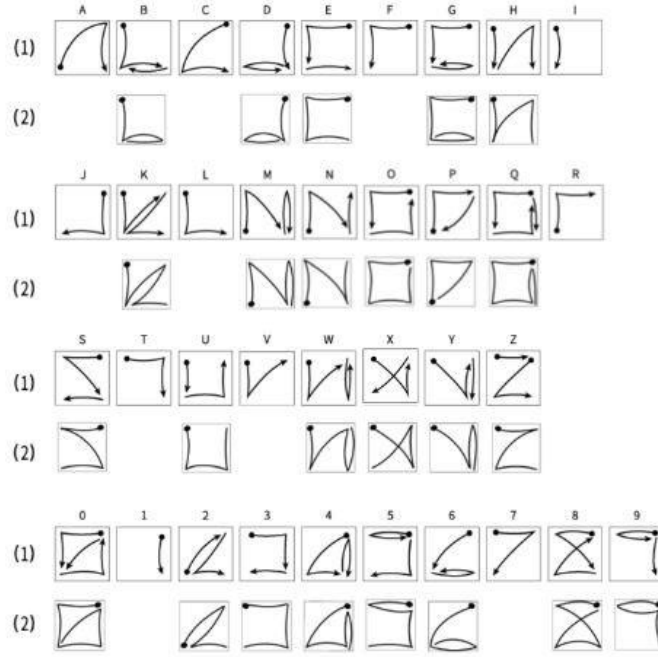 A B C D E F G H I
(1)
(2)
J K L M N O P Q R
(1)
(2)
S T U V W X Y Z
(1)
(2)
0 1 2 3 4 5 6 7 8 9
(1)
(2)